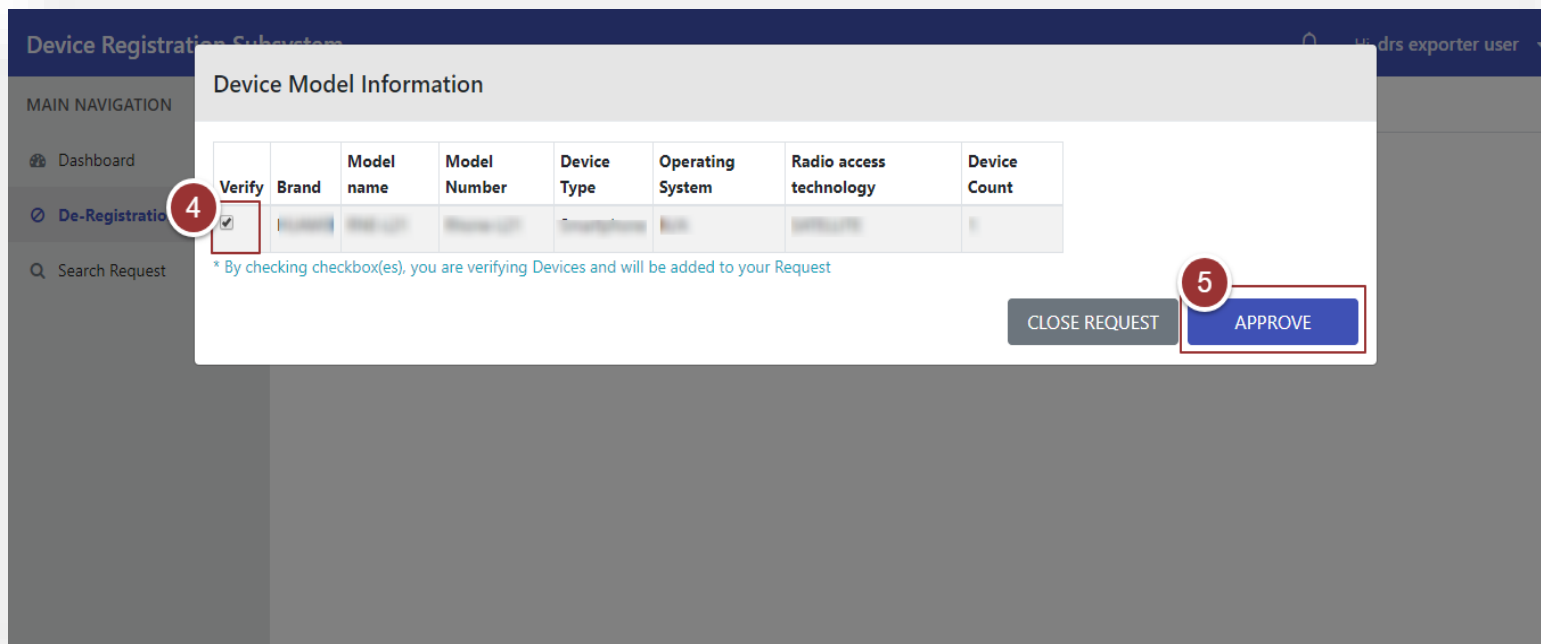 Device Registration Subsystem
Hi drs exporter user
MAIN NAVIGATION
Dashboard
De-Registration
Search Request
Device Model Information
Verify Brand Model name Model Number Device Type Operating System Radio access technology Device Count
4
* By checking checkbox(es), you are verifying Devices and will be added to your Request
5
CLOSE REQUEST
APPROVE